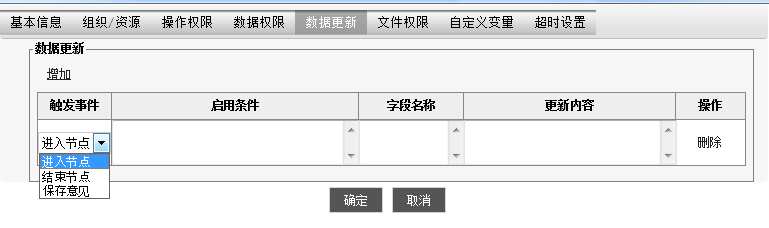 基本信息 组织/资源 操作权限 数据权限 数据更新 文件权限 自定义变量 超时设置
数据更新
增加
触发事件 启用条件 字段名称 更新内容 操作
进入节点 删除
进入节点
结束节点
保存意见
确定 取消